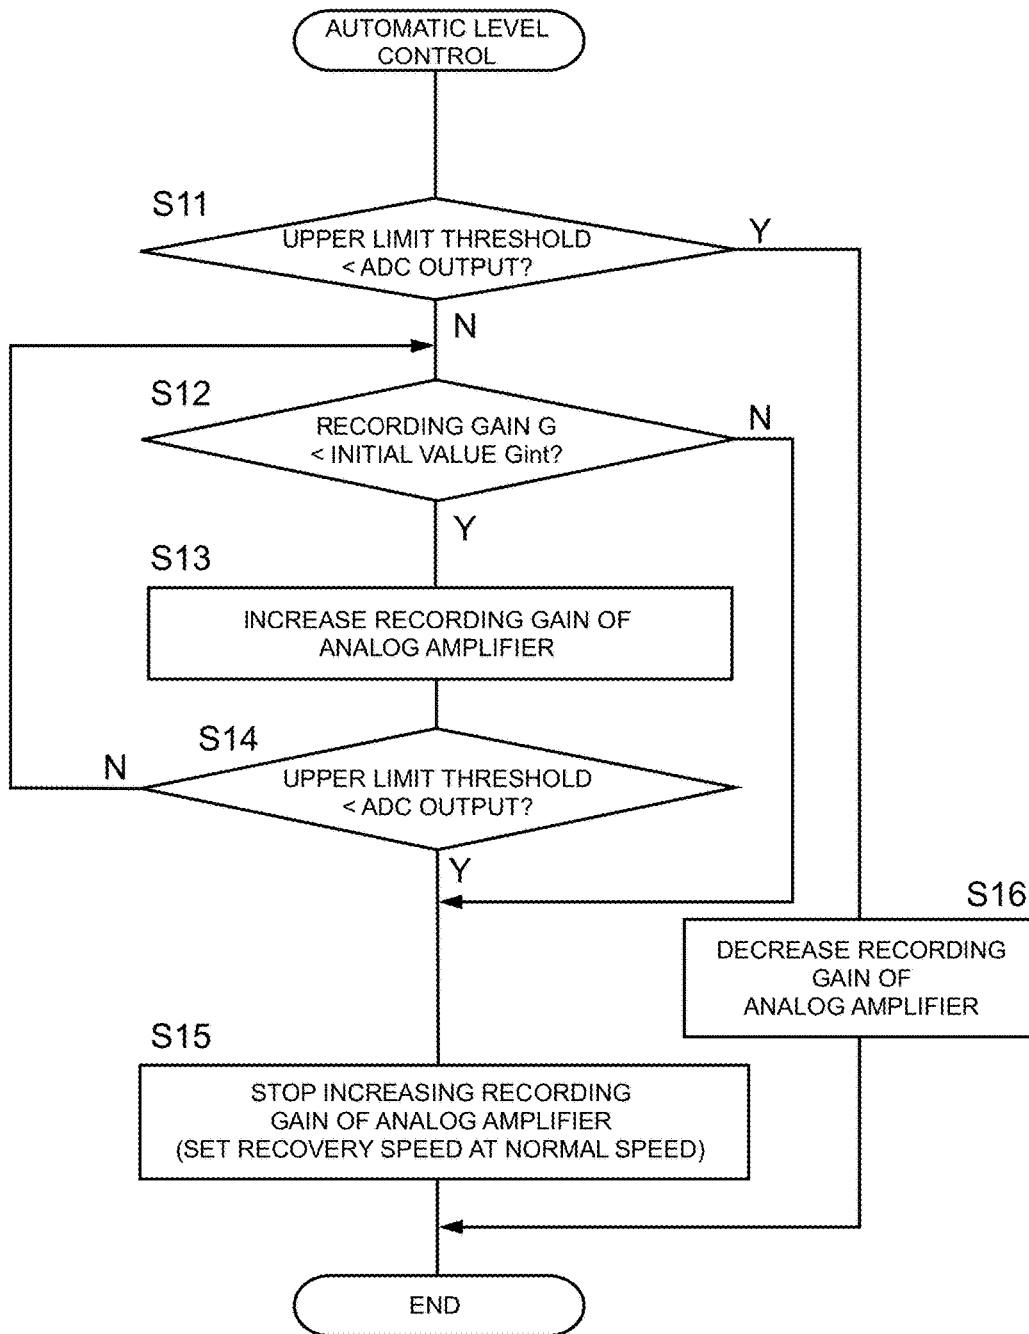 AUTOMATIC LEVEL
CONTROL
S11
UPPER LIMIT THRESHOLD
< ADC OUTPUT?
Y
N
S12
RECORDING GAIN G
< INITIAL VALUE Gint?
N
Y
S13
INCREASE RECORDING GAIN OF
ANALOG AMPLIFIER
S14
N
UPPER LIMIT THRESHOLD
< ADC OUTPUT?
Y
S16
DECREASE RECORDING
GAIN OF
ANALOG AMPLIFIER
S15
STOP INCREASING RECORDING
GAIN OF ANALOG AMPLIFIER
(SET RECOVERY SPEED AT NORMAL SPEED)
END